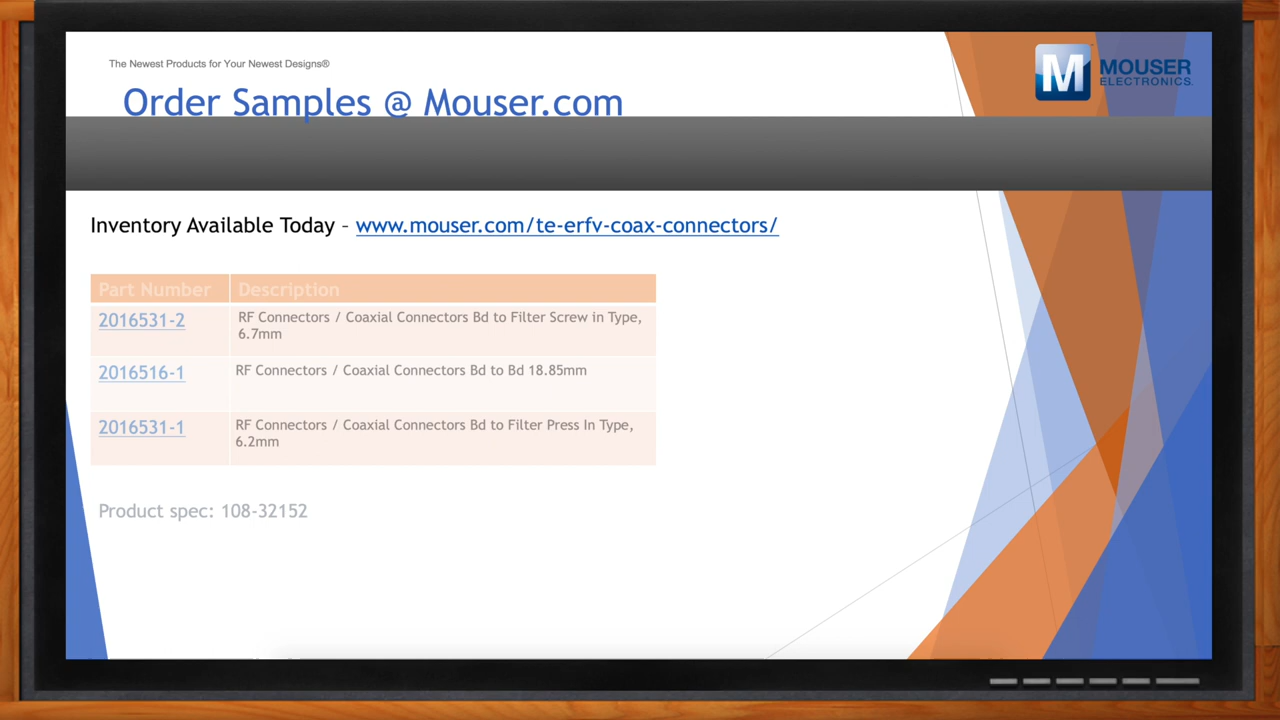 The Newest Products for Your Newest Designs®
Order Samples @ Mouser.com
M MOUSER
ELECTRONICS
Inventory Available Today – www.mouser.com/te-erfv-coax-connectors/
Part Number Description
2016531-2 RF Connectors / Coaxial Connectors Bd to Filter Screw in Type,
6.7mm
2016516-1 RF Connectors / Coaxial Connectors Bd to Bd 18.85mm
2016531-1 RF Connectors / Coaxial Connectors Bd to Filter Press In Type,
6.2mm
Product spec: 108-32152